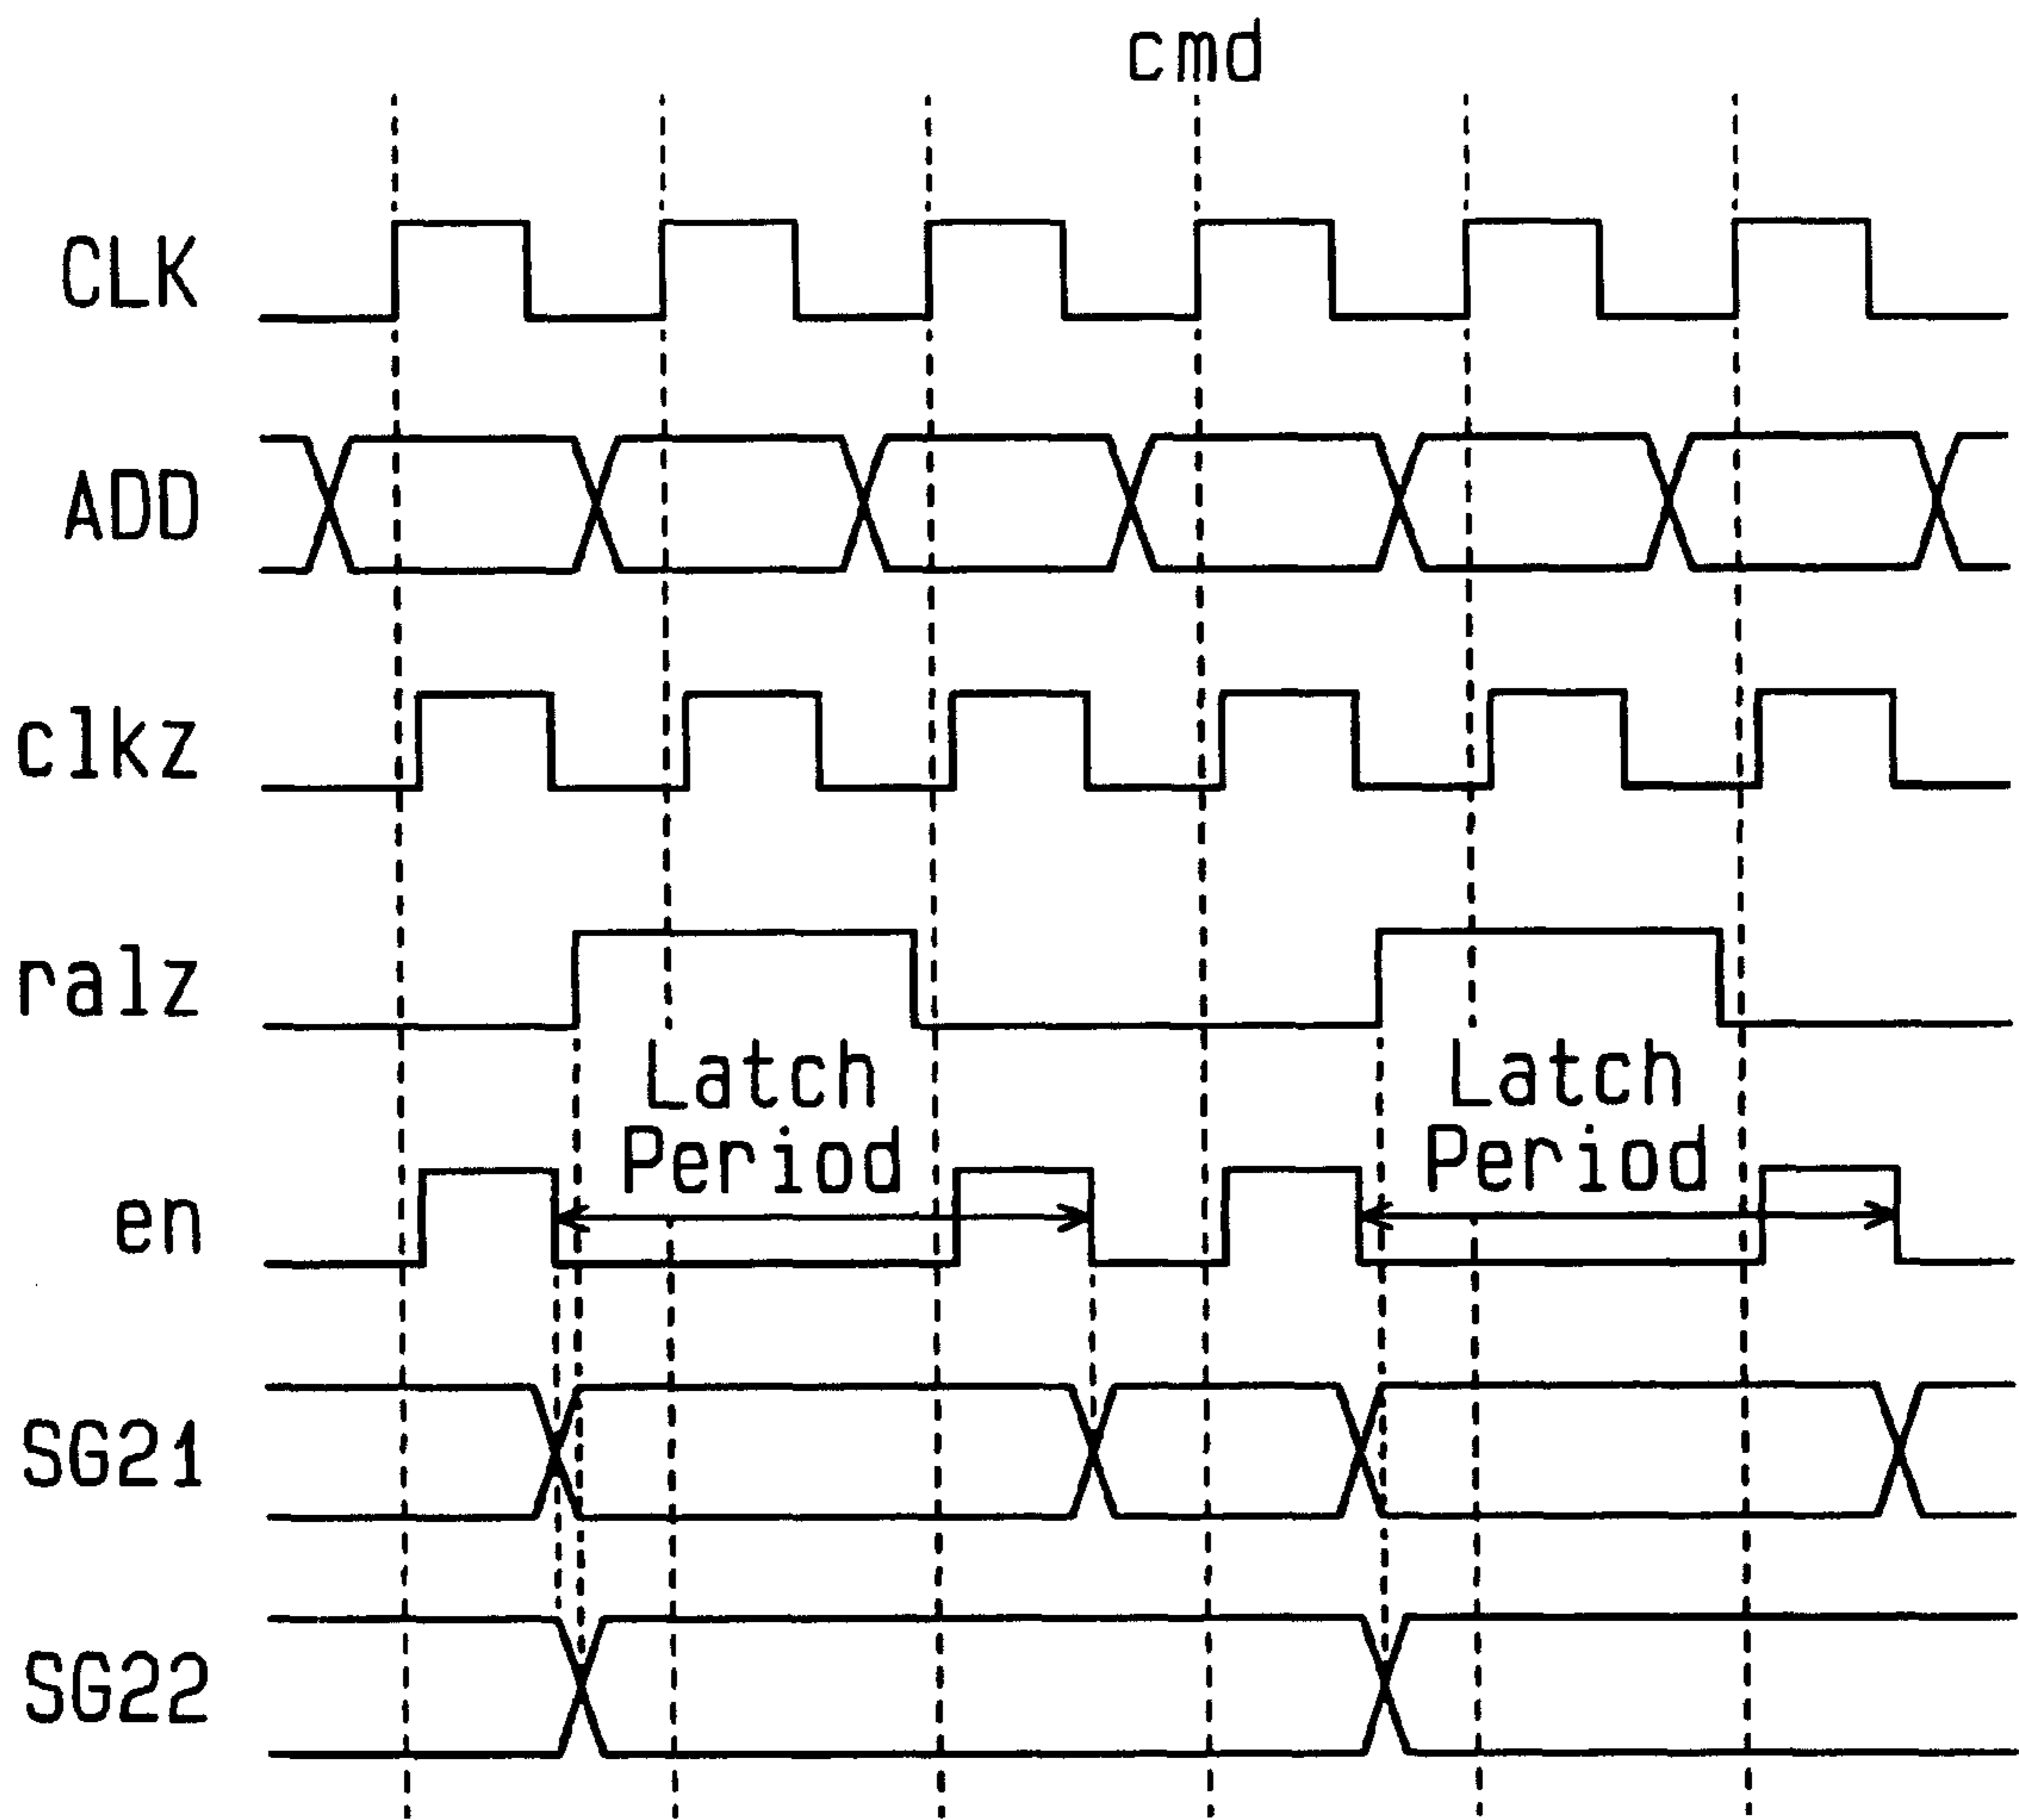 cmd
CLK
ADD
clkz
ralz
Latch
Period
Latch
Period
en
SG21
SG22